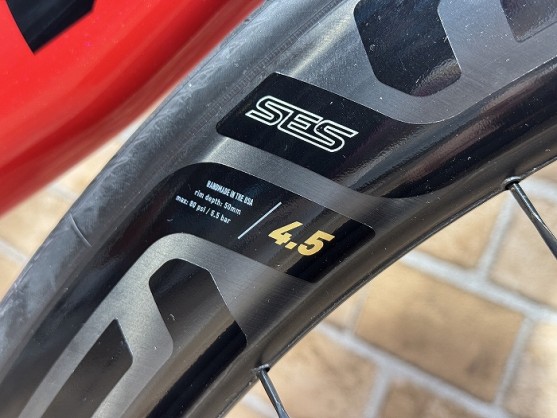 SES
HANDMADE IN THE USA
rim depth: 50mm
max: 80 psi / 5.5 bar
4.5